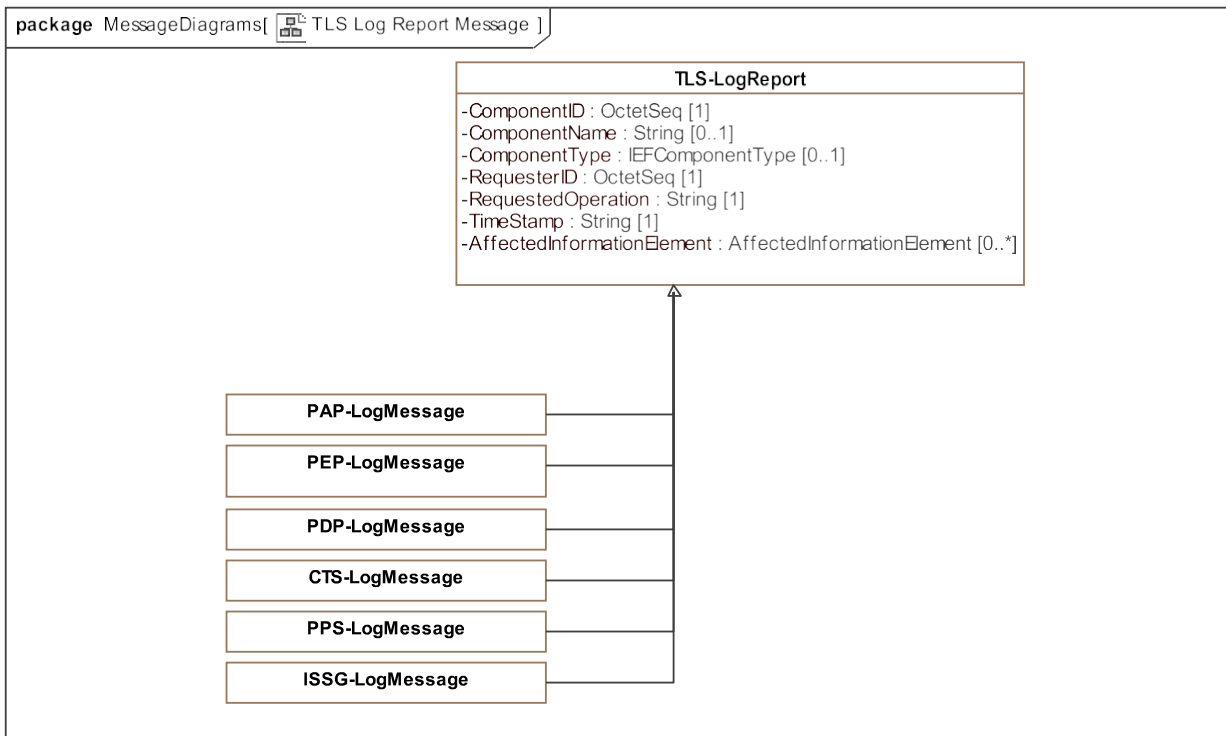 package MessageDiagrams[ TLS Log Report Message ]
TLS-LogReport
-ComponentID : OctetSeq [1]
-ComponentName : String [0..1]
-ComponentType : IEFComponentType [0..1]
-RequesterID : OctetSeq [1]
-RequestedOperation : String [1]
-TimeStamp : String [1]
-AffectedInformationElement : AffectedInformationElement [0..*]
PAP-LogMessage
PEP-LogMessage
PDP-LogMessage
CTS-LogMessage
PPS-LogMessage
ISSG-LogMessage